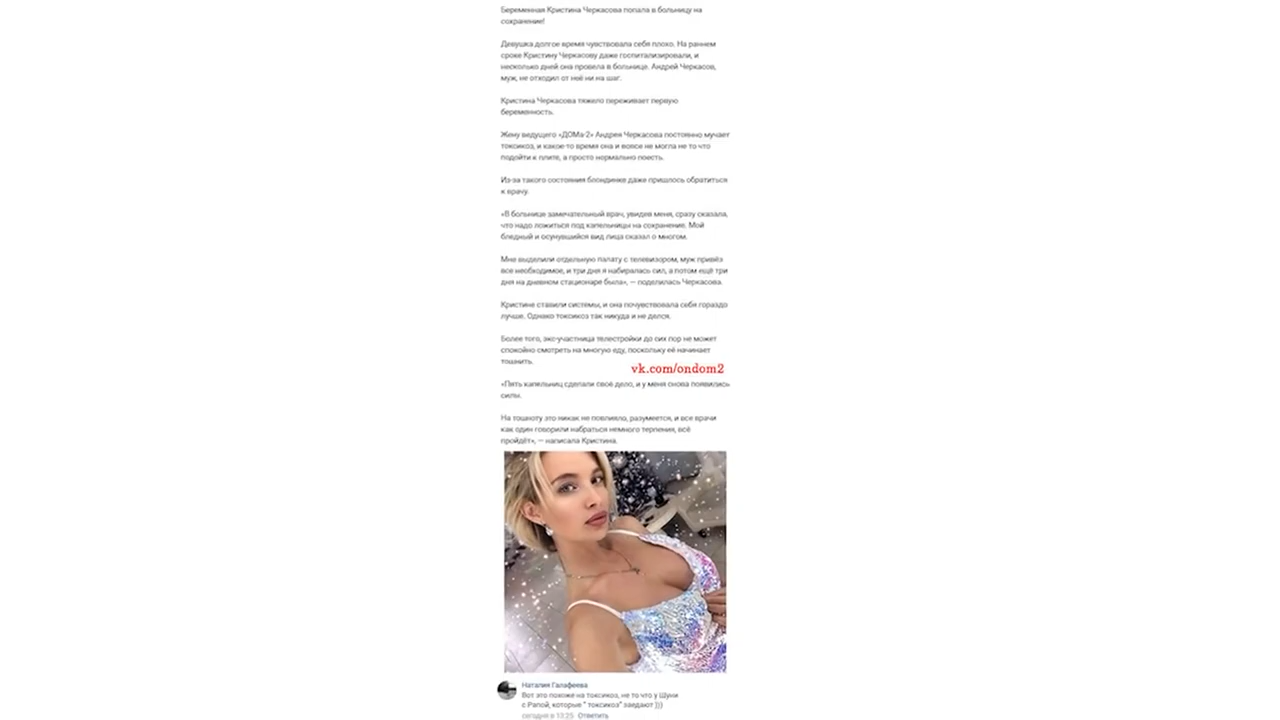 Беременная Кристина Черкасова попала в больницу на
сохранение!
Девушка долгое время чувствовала себя плохо. На раннем
сроке Кристину Черкасову даже госпитализировали, и
несколько дней она провела в больнице. Андрей Черкасов,
муж, не отходил от неё ни на шаг.
Кристина Черкасова тяжело переживает первую
беременность.
Жену ведущего «ДОМа-2» Андрея Черкасова постоянно мучает
токсикоз, и какое-то время она и вовсе не могла не то что
подойти к плите, а просто нормально поесть.
Из-за такого состояния блондинке даже пришлось обратиться
к врачу.
«В больнице замечательный врач, увидев меня, сразу сказала,
что надо ложиться под капельницы на сохранение. Мой
бледный и осунувшийся вид лица сказал о многом.
Мне выделили отдельную палату с телевизором, муж привёз
все необходимое, и три дня я набиралась сил, а потом ещё три
дня на дневном стационаре была», — поделилась Черкасова.
Кристине ставили системы, и она почувствовала себя гораздо
лучше. Однако токсикоз так никуда и не делся.
Более того, экс-участница телестройки до сих пор не может
спокойно смотреть на многую еду, поскольку её начинает
тошнить.
vk.com/ondom2
«Пять капельниц сделали своё дело, и у меня снова появились
силы.
На тошноту это никак не повлияло, разумеется, и все врачи
как один говорили набраться немного терпения, всё
пройдёт», — написала Кристина.
Наталия Галафеева
Вот это похоже на токсикоз, не то что у Шуни
с Рапой, которые " токсикоз" заедают )))
сегодня в 13:25 Ответить